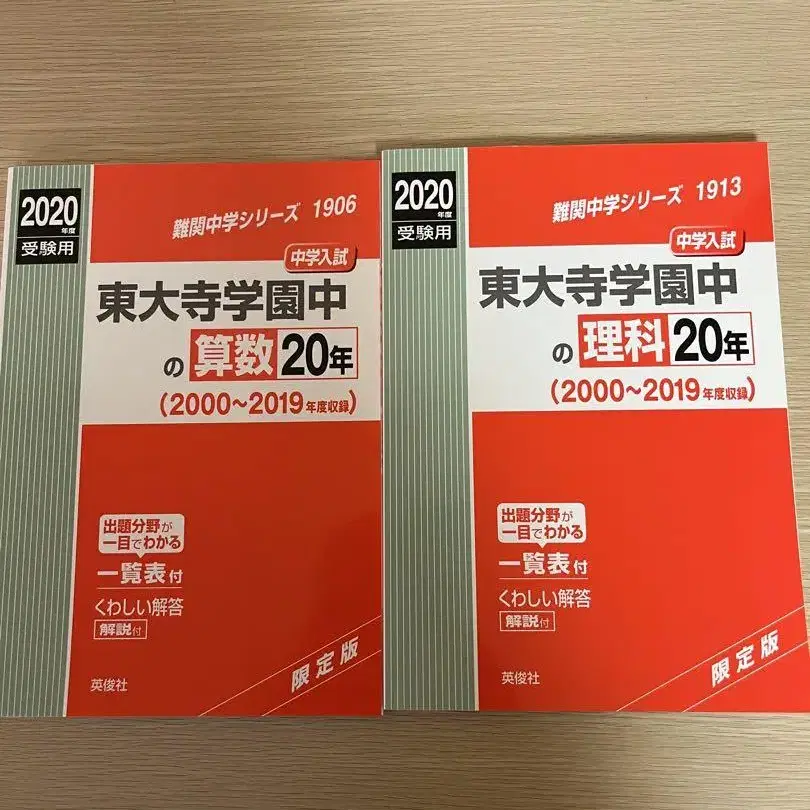 2020
年度
受験用
難関中学シリーズ 1906
中学入試
東大寺学園中
の 算数 20年
(2000〜2019年度収録)
出題分野が
一目でわかる
一覧表付
くわしい解答
解説付
限定版
英俊社
2020
年度
受験用
難関中学シリーズ 1913
中学入試
東大寺学園中
の 理科 20年
(2000〜2019年度収録)
出題分野が
一目でわかる
一覧表付
くわしい解答
解説付
限定版
英俊社